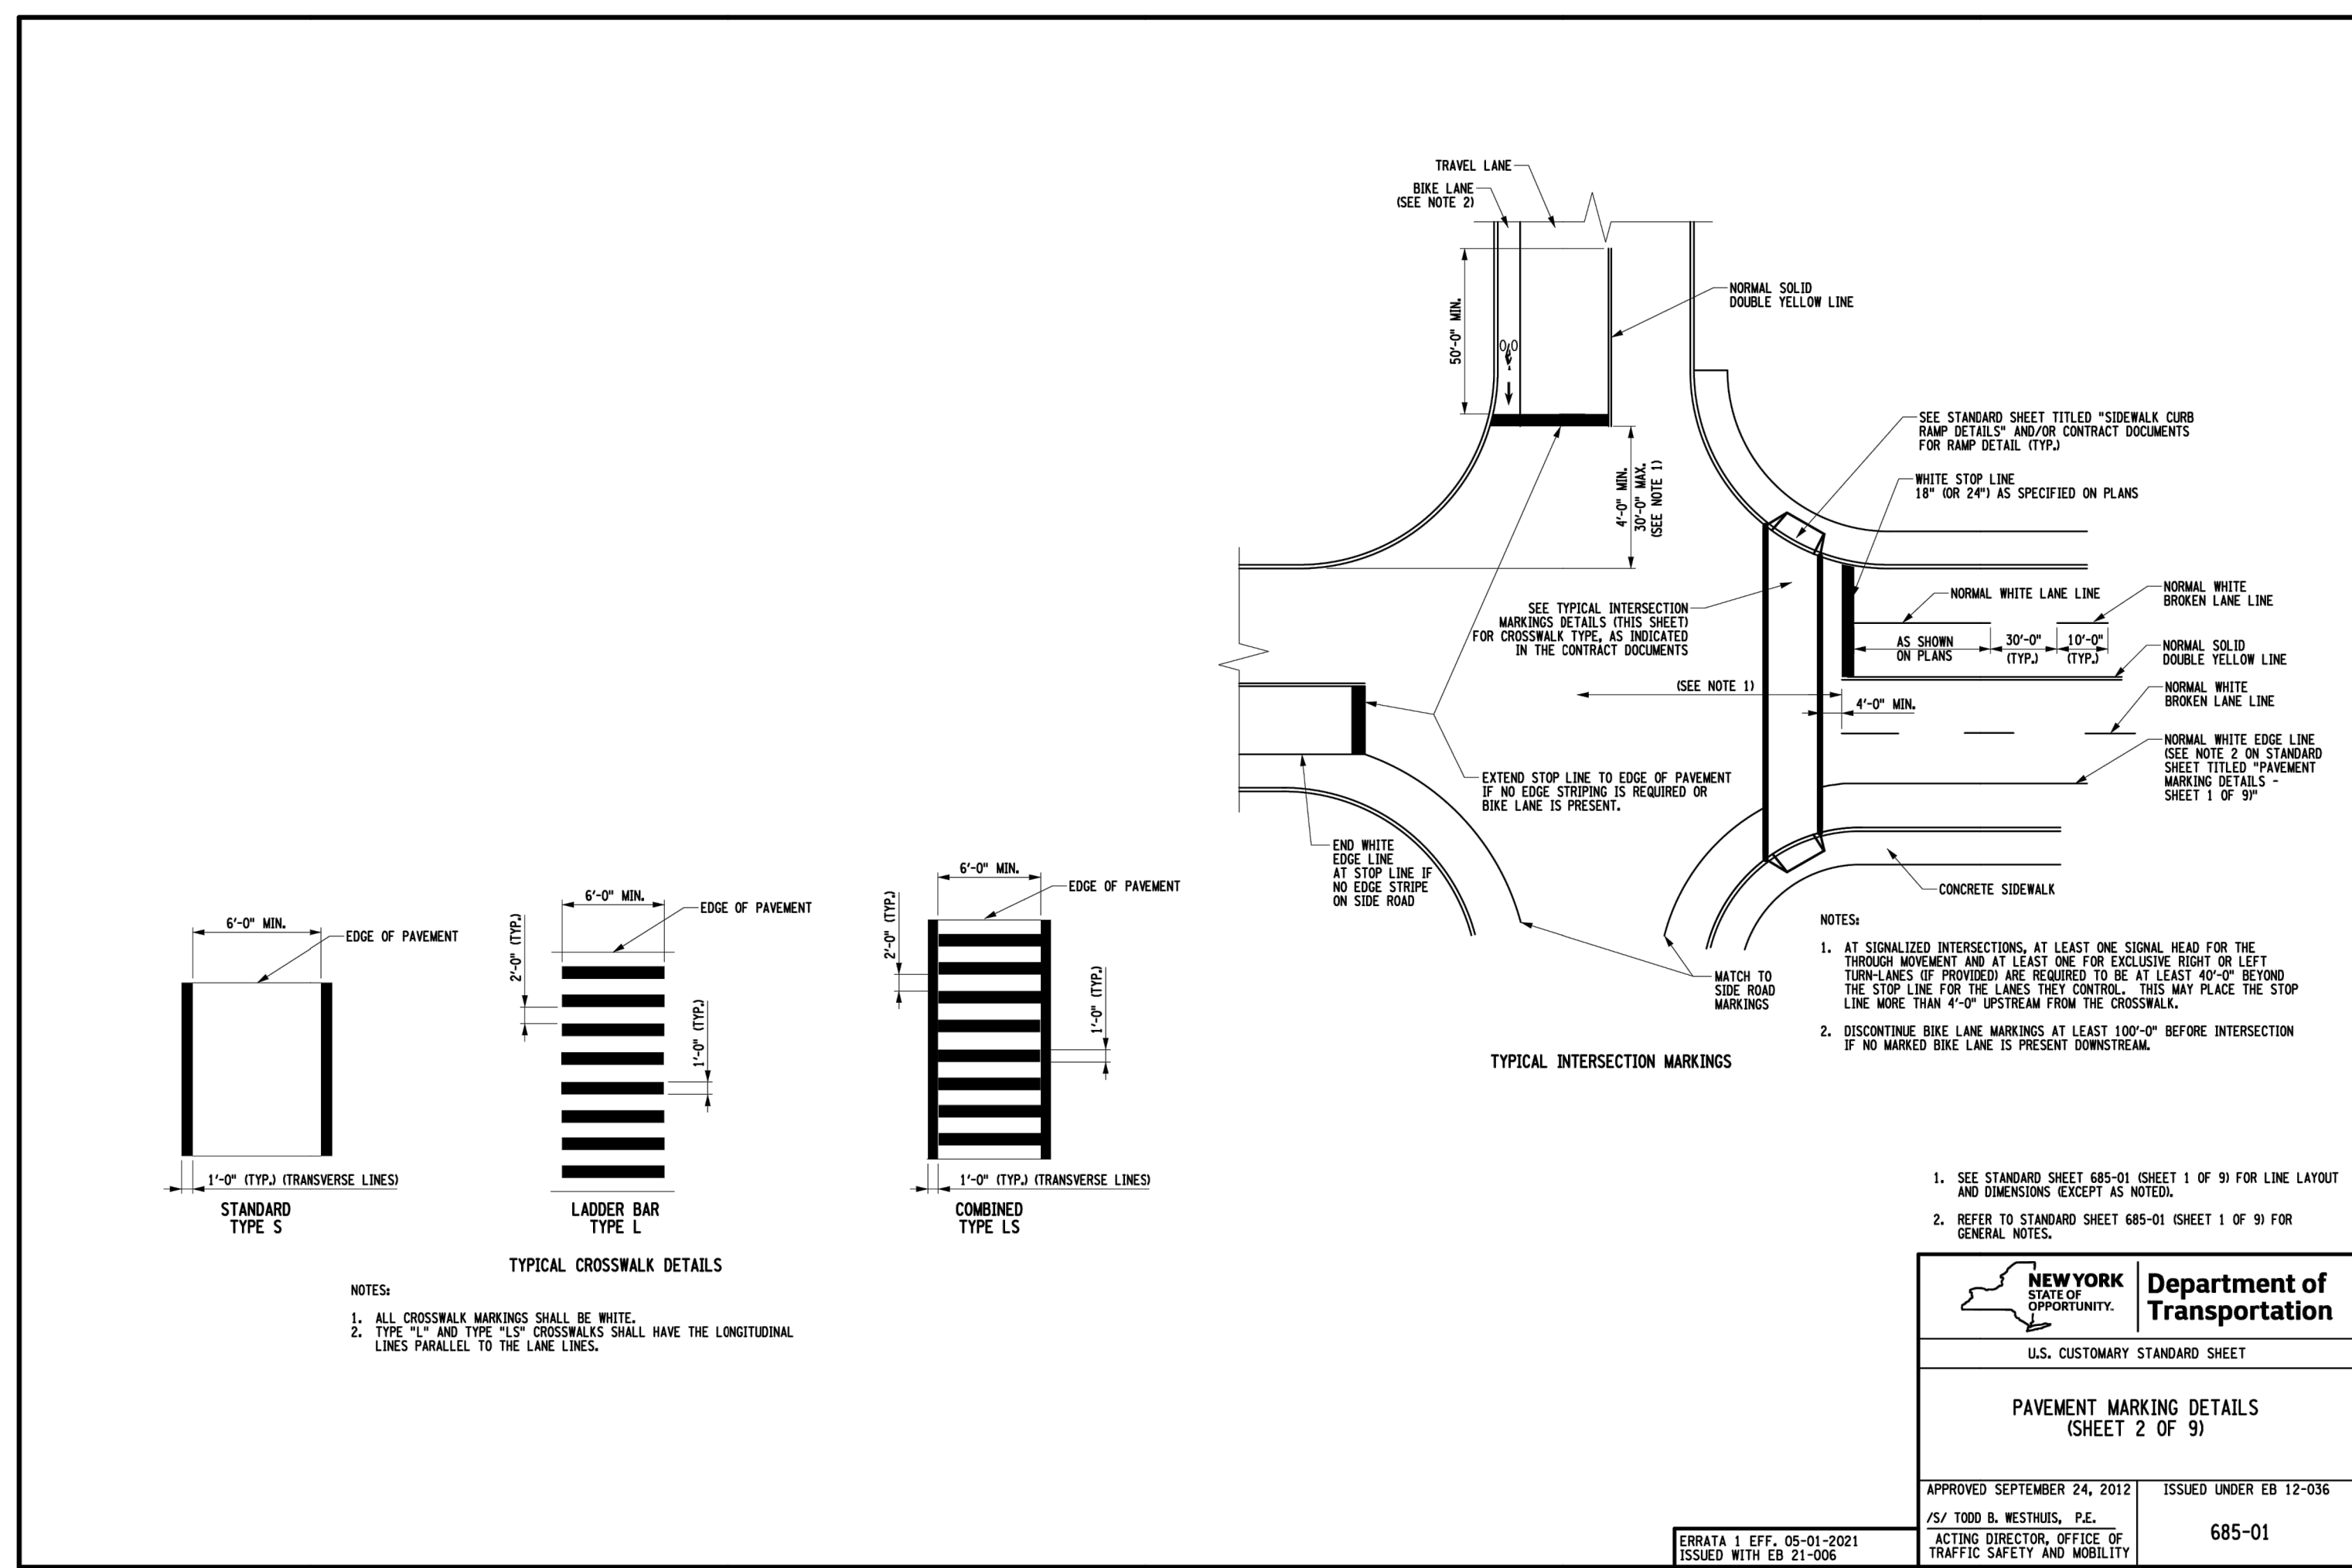 TRAVEL LANE
BIKE LANE
(SEE NOTE 2)
50'-0" MIN.
NORMAL SOLID
DOUBLE YELLOW LINE
4'-0" MIN.
30'-0" MAX.
(SEE NOTE 1)
SEE STANDARD SHEET TITLED "SIDEWALK CURB
RAMP DETAILS" AND/OR CONTRACT DOCUMENTS
FOR RAMP DETAIL (TYP.)
WHITE STOP LINE
18" (OR 24") AS SPECIFIED ON PLANS
NORMAL WHITE LANE LINE
NORMAL WHITE
BROKEN LANE LINE
AS SHOWN
ON PLANS
30'-0"
(TYP.)
10'-0"
(TYP.)
NORMAL SOLID
DOUBLE YELLOW LINE
SEE TYPICAL INTERSECTION
MARKINGS DETAILS (THIS SHEET)
FOR CROSSWALK TYPE, AS INDICATED
IN THE CONTRACT DOCUMENTS
(SEE NOTE 1)
4'-0" MIN.
NORMAL WHITE
BROKEN LANE LINE
NORMAL WHITE EDGE LINE
(SEE NOTE 2 ON STANDARD
SHEET TITLED "PAVEMENT
MARKING DETAILS -
SHEET 1 OF 9)"
EXTEND STOP LINE TO EDGE OF PAVEMENT
IF NO EDGE STRIPING IS REQUIRED OR
BIKE LANE IS PRESENT.
END WHITE
EDGE LINE
AT STOP LINE IF
NO EDGE STRIPE
ON SIDE ROAD
CONCRETE SIDEWALK
MATCH TO
SIDE ROAD
MARKINGS
NOTES:
1. AT SIGNALIZED INTERSECTIONS, AT LEAST ONE SIGNAL HEAD FOR THE
THROUGH MOVEMENT AND AT LEAST ONE FOR EXCLUSIVE RIGHT OR LEFT
TURN-LANES (IF PROVIDED) ARE REQUIRED TO BE AT LEAST 40'-0" BEYOND
THE STOP LINE FOR THE LANES THEY CONTROL. THIS MAY PLACE THE STOP
LINE MORE THAN 4'-0" UPSTREAM FROM THE CROSSWALK.
2. DISCONTINUE BIKE LANE MARKINGS AT LEAST 100'-0" BEFORE INTERSECTION
IF NO MARKED BIKE LANE IS PRESENT DOWNSTREAM.
TYPICAL INTERSECTION MARKINGS
6'-0" MIN.
EDGE OF PAVEMENT
1'-0" (TYP.) (TRANSVERSE LINES)
STANDARD
TYPE S
6'-0" MIN.
EDGE OF PAVEMENT
2'-0" (TYP.)
1'-0" (TYP.)
LADDER BAR
TYPE L
6'-0" MIN.
EDGE OF PAVEMENT
2'-0" (TYP.)
1'-0" (TYP.)
1'-0" (TYP.) (TRANSVERSE LINES)
COMBINED
TYPE LS
TYPICAL CROSSWALK DETAILS
NOTES:
1. ALL CROSSWALK MARKINGS SHALL BE WHITE.
2. TYPE "L" AND TYPE "LS" CROSSWALKS SHALL HAVE THE LONGITUDINAL
LINES PARALLEL TO THE LANE LINES.
1. SEE STANDARD SHEET 685-01 (SHEET 1 OF 9) FOR LINE LAYOUT
AND DIMENSIONS (EXCEPT AS NOTED).
2. REFER TO STANDARD SHEET 685-01 (SHEET 1 OF 9) FOR
GENERAL NOTES.
NEW YORK
STATE OF
OPPORTUNITY.
Department of
Transportation
U.S. CUSTOMARY STANDARD SHEET
PAVEMENT MARKING DETAILS
(SHEET 2 OF 9)
APPROVED SEPTEMBER 24, 2012
ISSUED UNDER EB 12-036
/S/ TODD B. WESTHUIS, P.E.
ACTING DIRECTOR, OFFICE OF
TRAFFIC SAFETY AND MOBILITY
685-01
ERRATA 1 EFF. 05-01-2021
ISSUED WITH EB 21-006